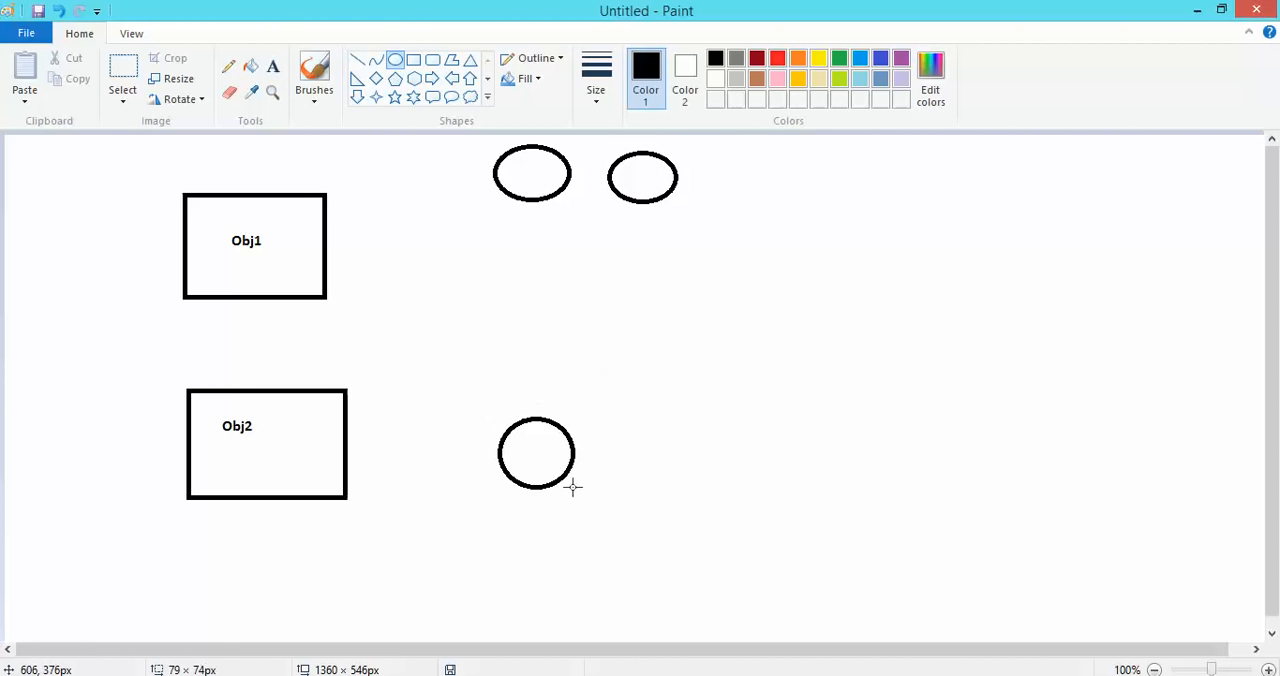 Untitled - Paint
File Home View
Cut
Copy
Paste
Clipboard
Crop
Resize
Rotate
Select
Image
Tools
Brushes
Outline
Fill
Shapes
Size
Color 1
Color 2
Edit colors
Colors
Obj1
Obj2
606, 376px
79 × 74px
1360 × 546px
100%